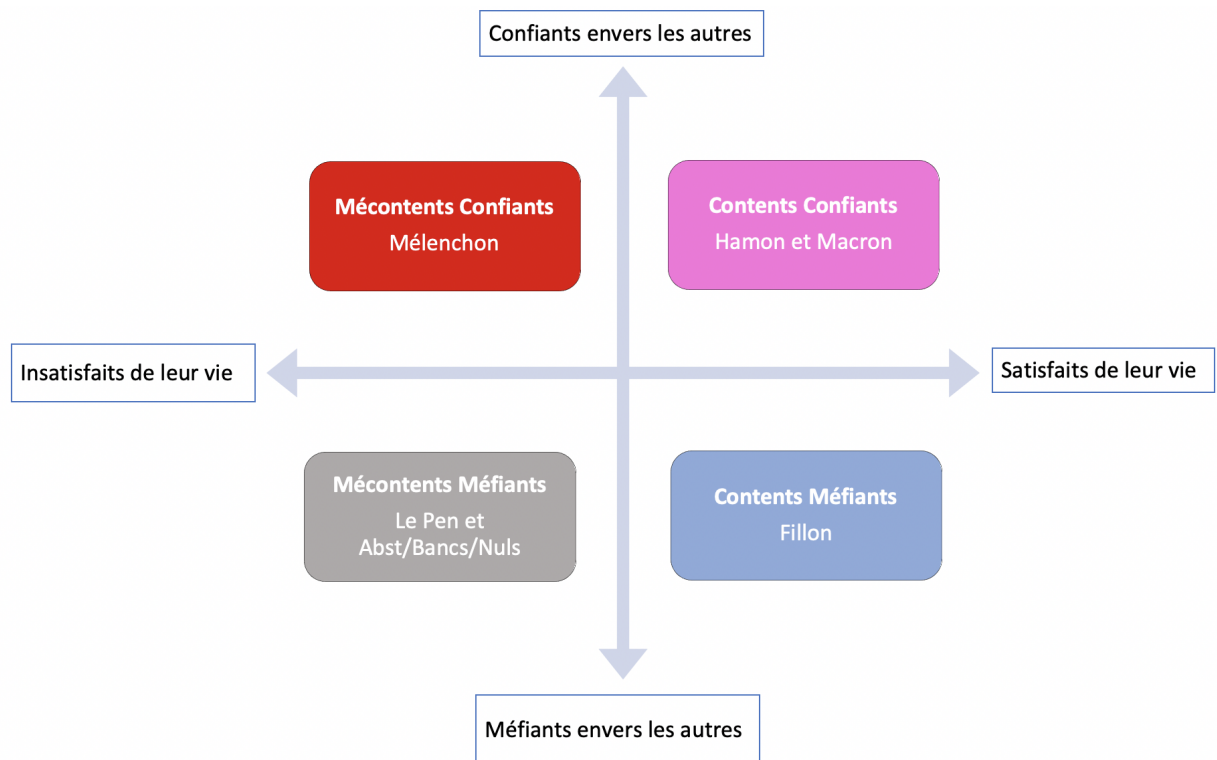 Confiants envers les autres
Mécontents Confiants
Mélenchon
Contents Confiants
Hamon et Macron
Insatisfaits de leur vie
Satisfaits de leur vie
Mécontents Méfiants
Le Pen et
Abst/Bancs/Nuls
Contents Méfiants
Fillon
Méfiants envers les autres